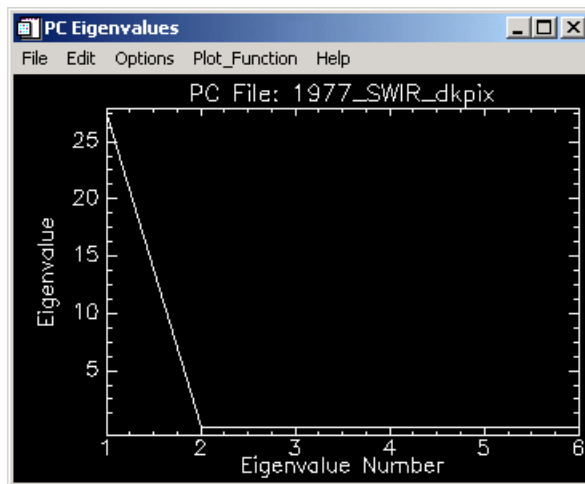 PC Eigenvalues
File Edit Options Plot_Function Help
PC File: 1977_SWIR_dkpix
25
20
15
10
5
Eigenvalue
1 2 3 4 5 6
Eigenvalue Number